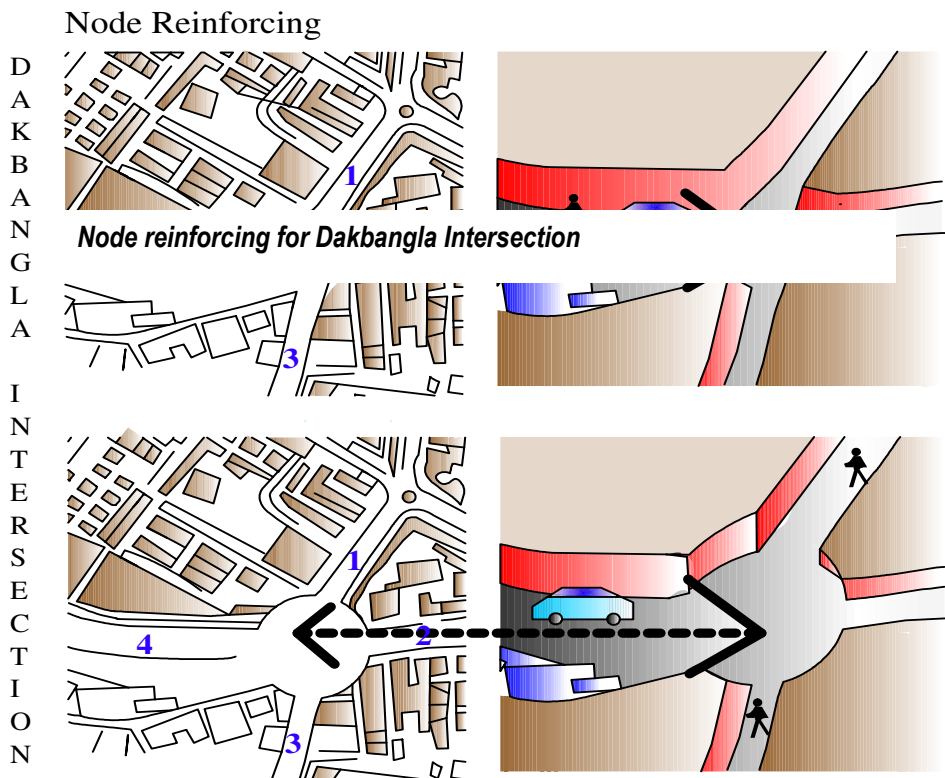 Node Reinforcing
DAKBANGLA INTERSECTION
1
Node reinforcing for Dakbangla Intersection
3
1
4
2
3